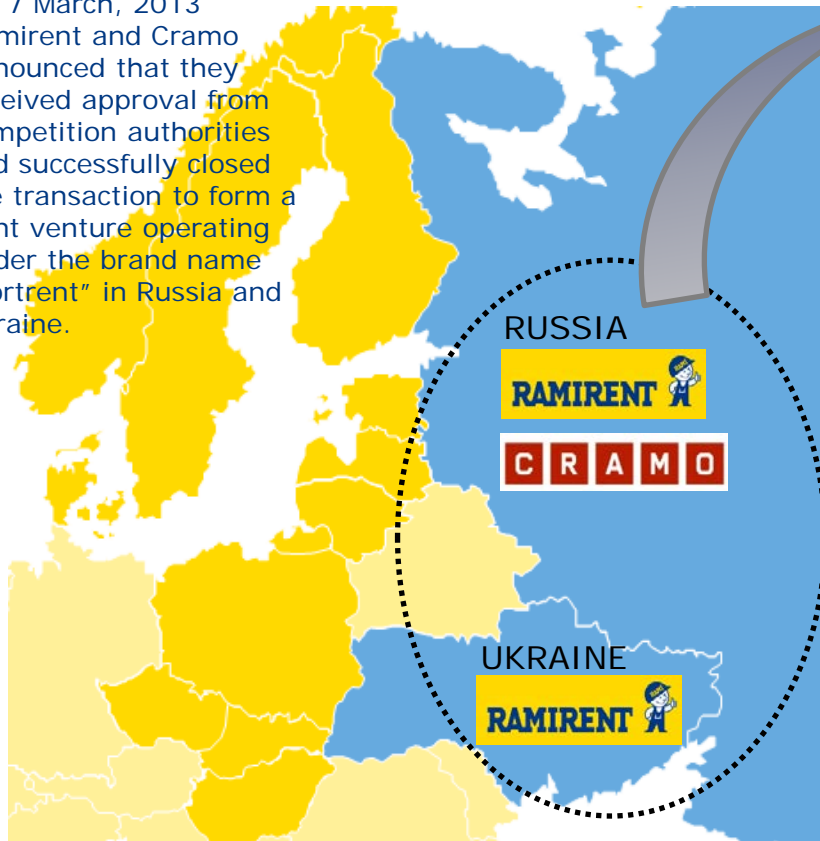 7 March, 2013
mirent and Cramo
nounced that they
eived approval from
mpetition authorities
d successfully closed
e transaction to form a
nt venture operating
der the brand name
ortrent” in Russia and
raine.
RUSSIA
RAMIRENT
CRAMO
UKRAINE
RAMIRENT